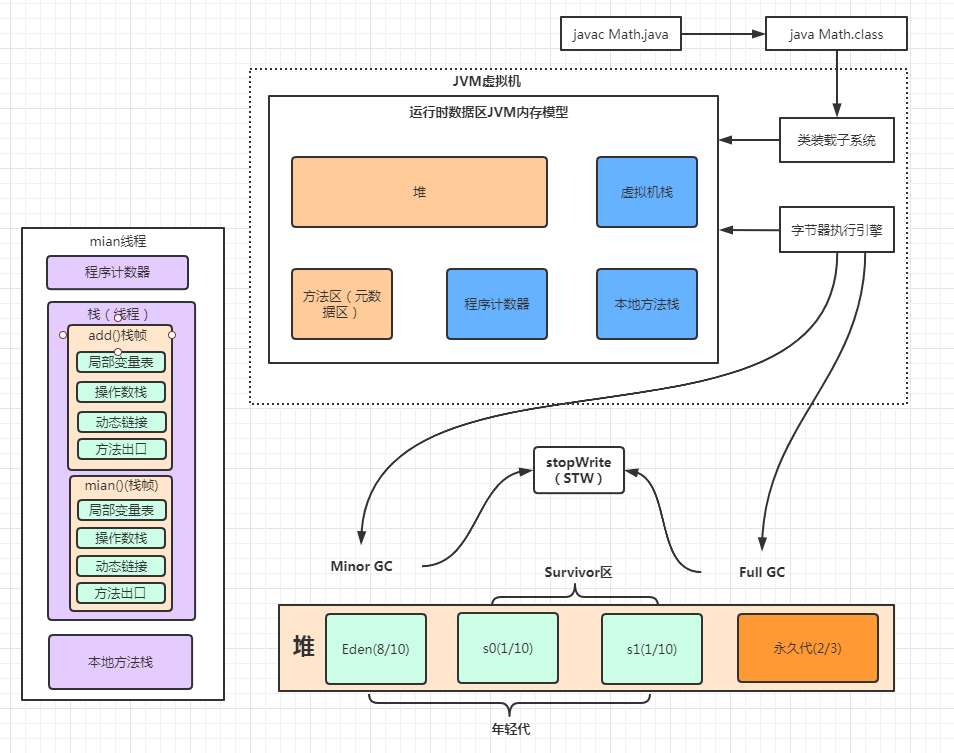 javac Math.java
java Math.class
JVM虚拟机
运行时数据区JVM内存模型
类装载子系统
堆
虚拟机栈
字节器执行引擎
方法区（元数
据区）
程序计数器
本地方法栈
mian线程
程序计数器
栈（线程）
add()栈帧
局部变量表
操作数栈
动态链接
方法出口
mian()(栈帧)
局部变量表
操作数栈
动态链接
方法出口
本地方法栈
stopWrite
（STW）
Minor GC
Survivor区
Full GC
堆
Eden(8/10)
s0(1/10)
s1(1/10)
永久代(2/3)
年轻代